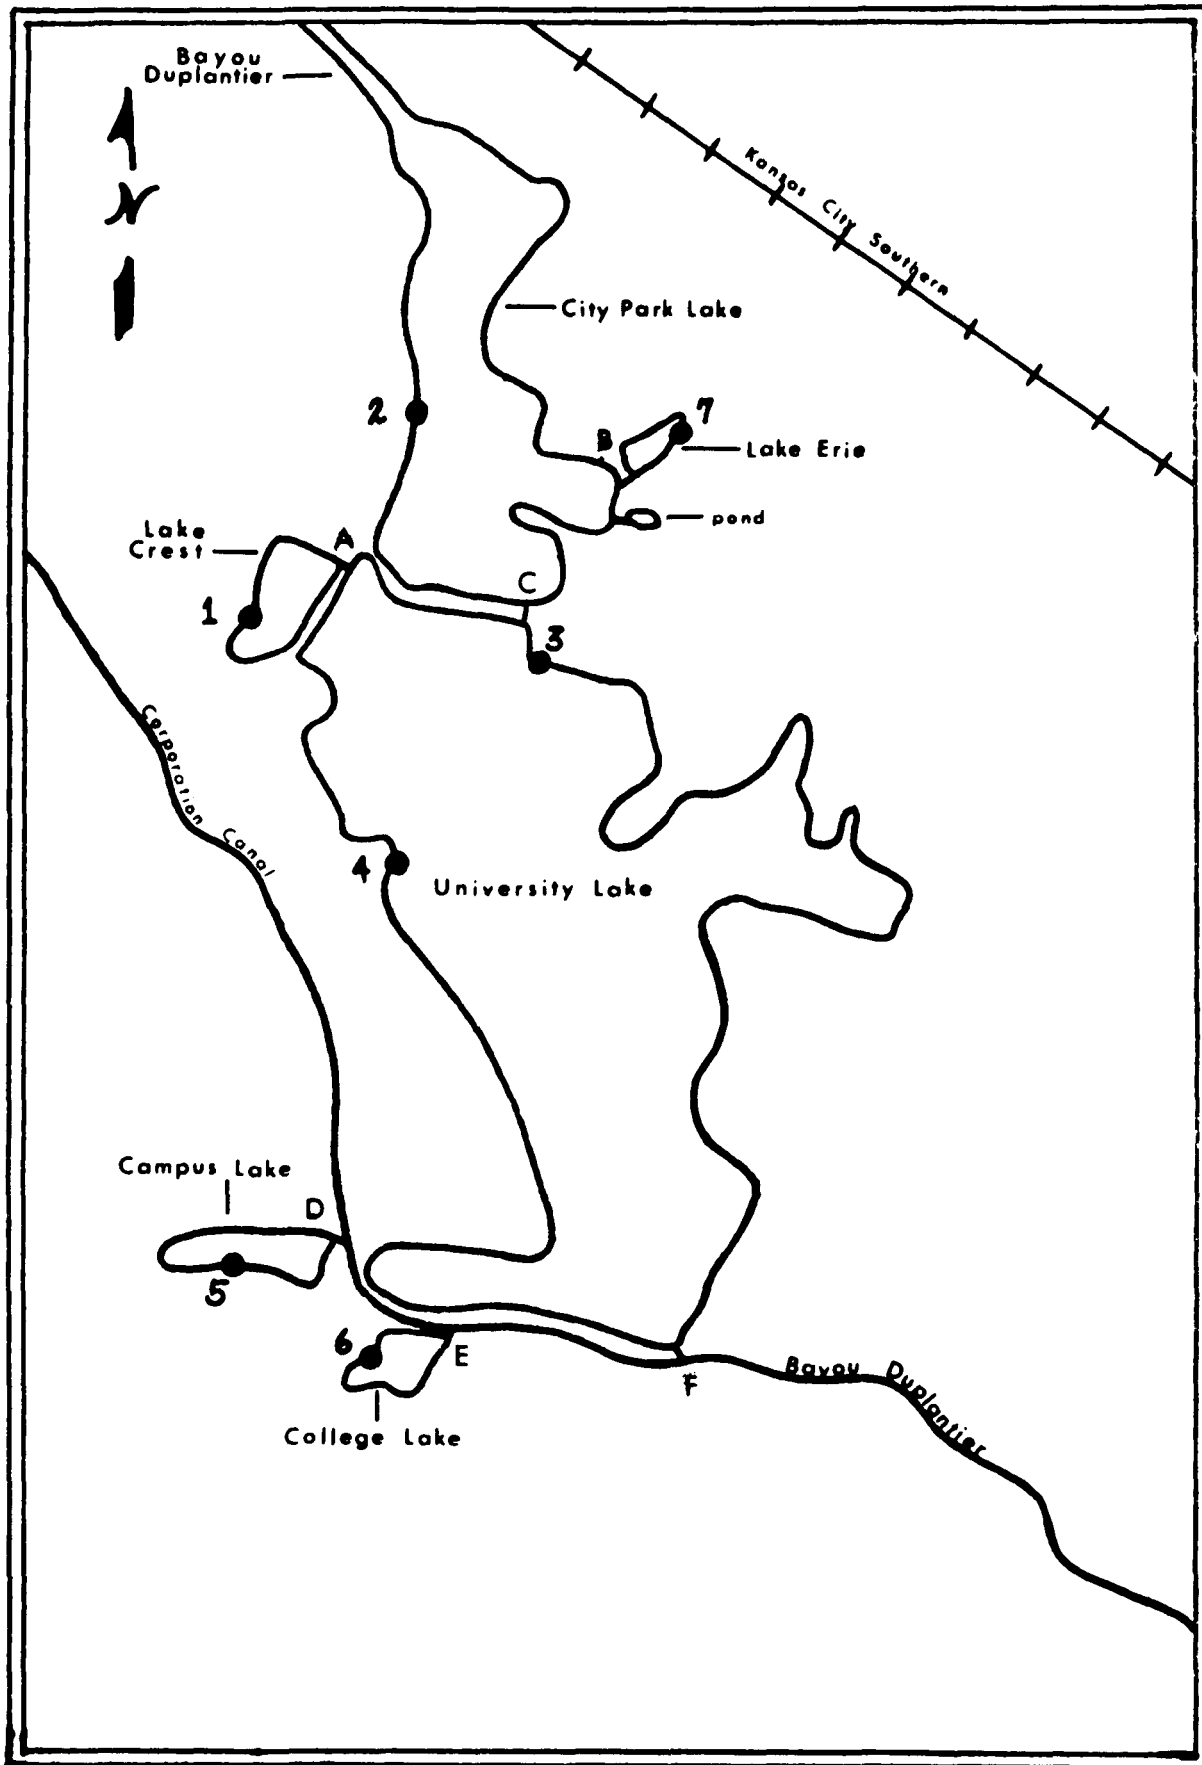 Bayou
Duplantier
N
Kansas City Southern
City Park Lake
2
7
B
Lake Erie
pond
Lake
Crest
A
C
1
3
Corporation Canal
4
University Lake
Campus Lake
D
5
6
E
F
Bayou Duplantier
College Lake